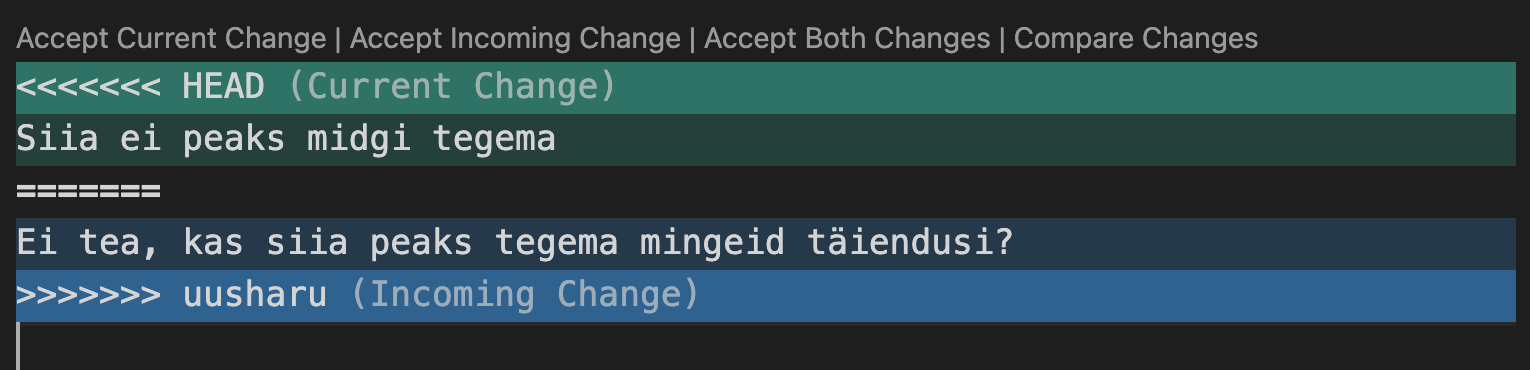 Accept Current Change | Accept Incoming Change | Accept Both Changes | Compare Changes
<<<<<<< HEAD (Current Change)
Siia ei peaks midgi tegema
=======
Ei tea, kas siia peaks tegema mingeid täiendusi?
>>>>>>> uusharu (Incoming Change)